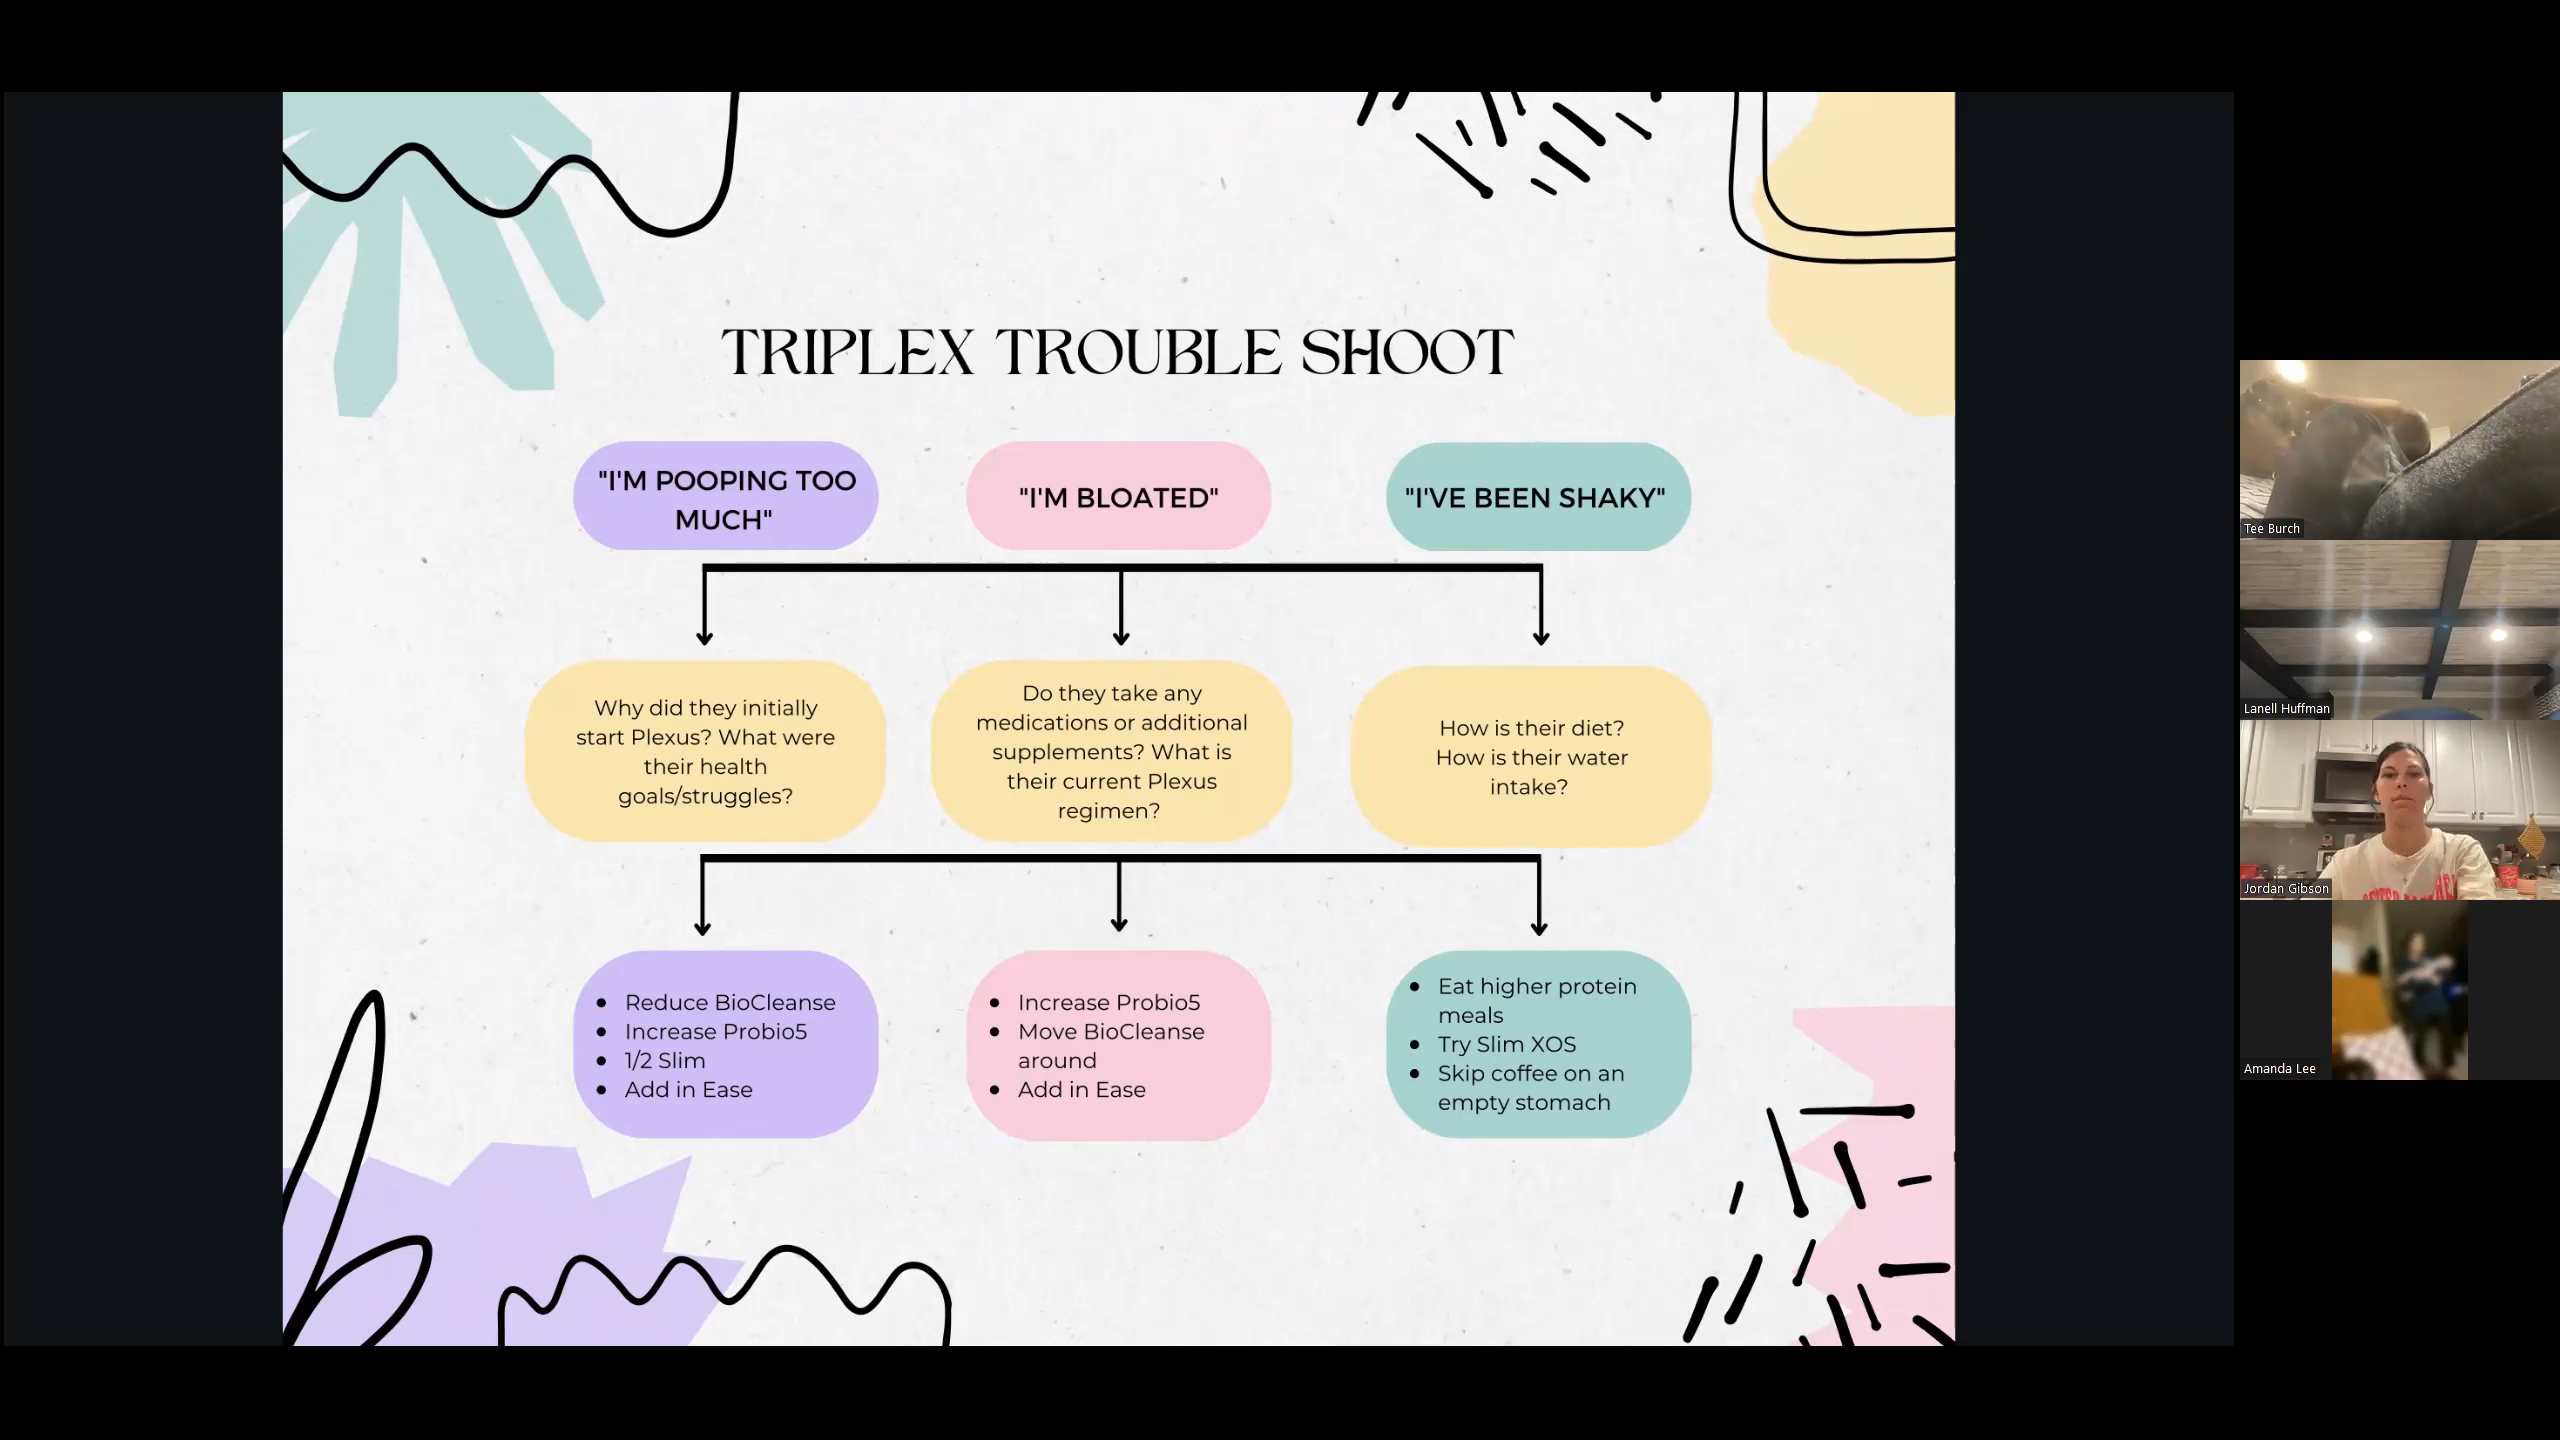 TRIPLEX TROUBLE SHOOT
"I'M POOPING TOO
MUCH"
"I'M BLOATED"
"I'VE BEEN SHAKY"
Why did they initially
start Plexus? What were
their health
goals/struggles?
Do they take any
medications or additional
supplements? What is
their current Plexus
regimen?
How is their diet?
How is their water
intake?
• Reduce BioCleanse
• Increase Probio5
• 1/2 Slim
• Add in Ease
• Increase Probio5
• Move BioCleanse
around
• Add in Ease
• Eat higher protein
meals
• Try Slim XOS
• Skip coffee on an
empty stomach
Tee Burch
Lanell Huffman
Jordan Gibson
Amanda Lee